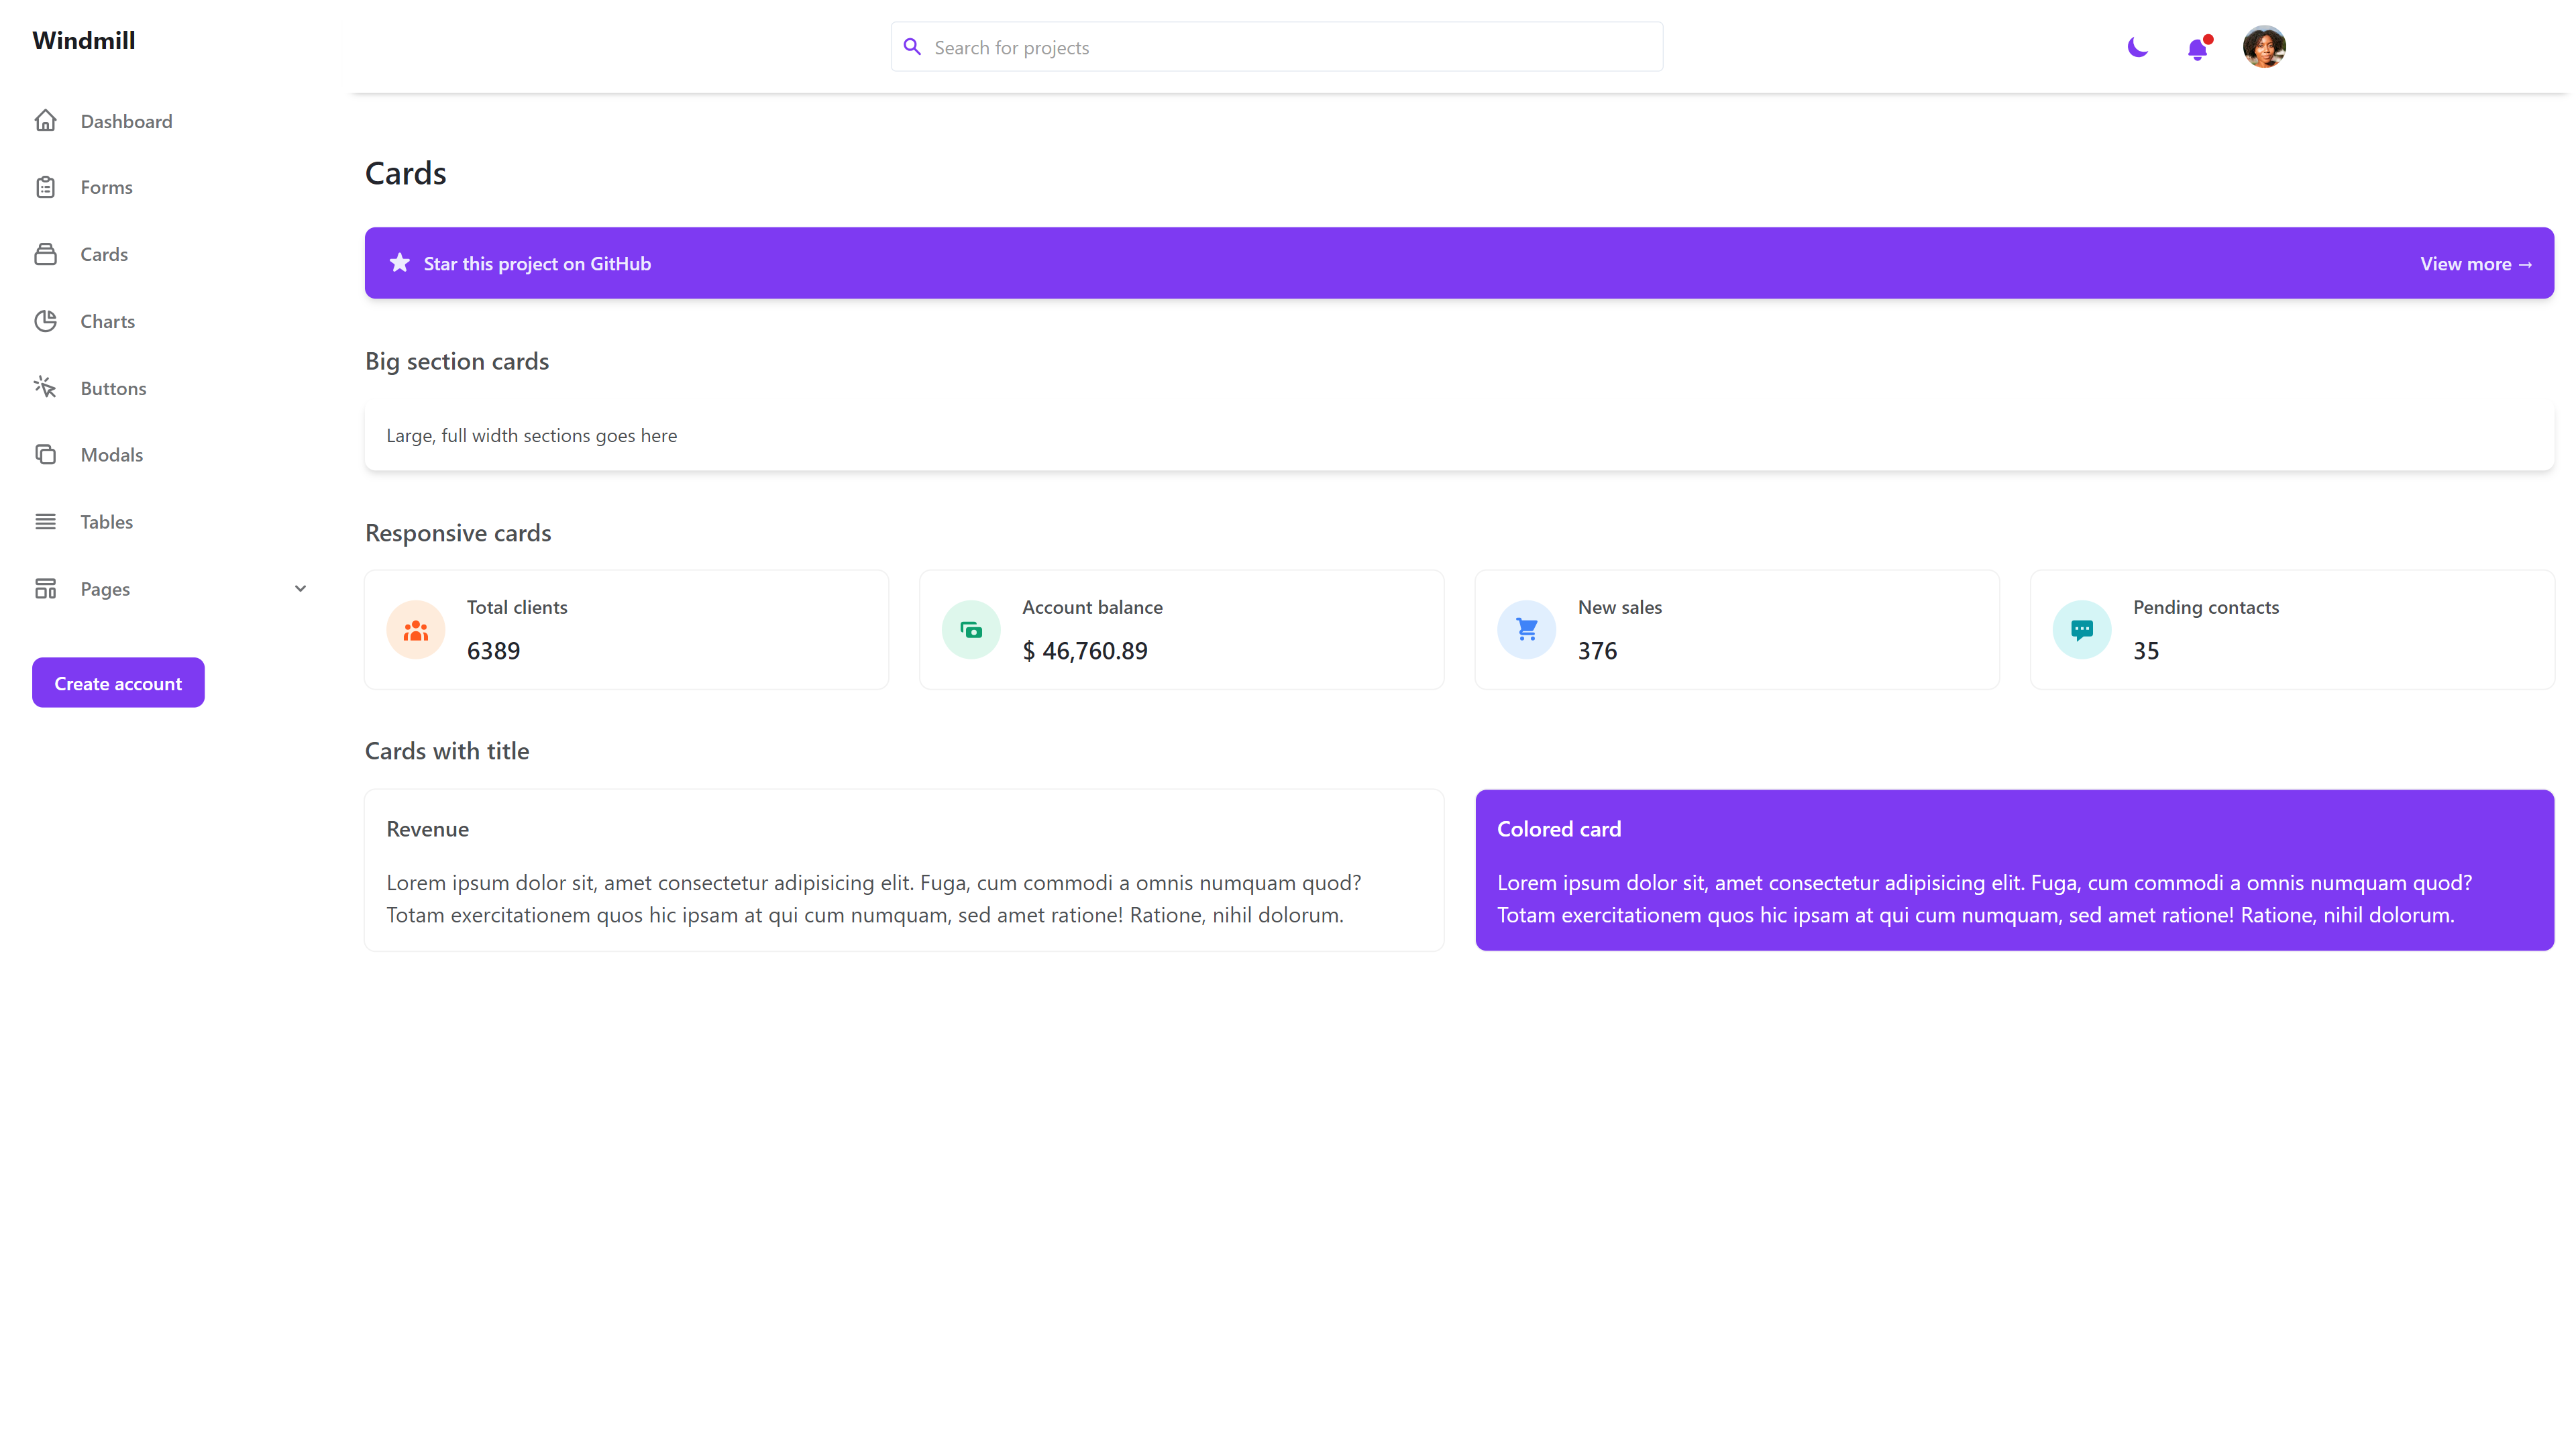 Windmill
Search for projects
Dashboard
Forms
Cards
Charts
Buttons
Modals
Tables
Pages
Create account
Cards
Star this project on GitHub
View more →
Big section cards
Large, full width sections goes here
Responsive cards
Total clients
6389
Account balance
$ 46,760.89
New sales
376
Pending contacts
35
Cards with title
Revenue
Lorem ipsum dolor sit, amet consectetur adipisicing elit. Fuga, cum commodi a omnis numquam quod?
Totam exercitationem quos hic ipsam at qui cum numquam, sed amet ratione! Ratione, nihil dolorum.
Colored card
Lorem ipsum dolor sit, amet consectetur adipisicing elit. Fuga, cum commodi a omnis numquam quod?
Totam exercitationem quos hic ipsam at qui cum numquam, sed amet ratione! Ratione, nihil dolorum.